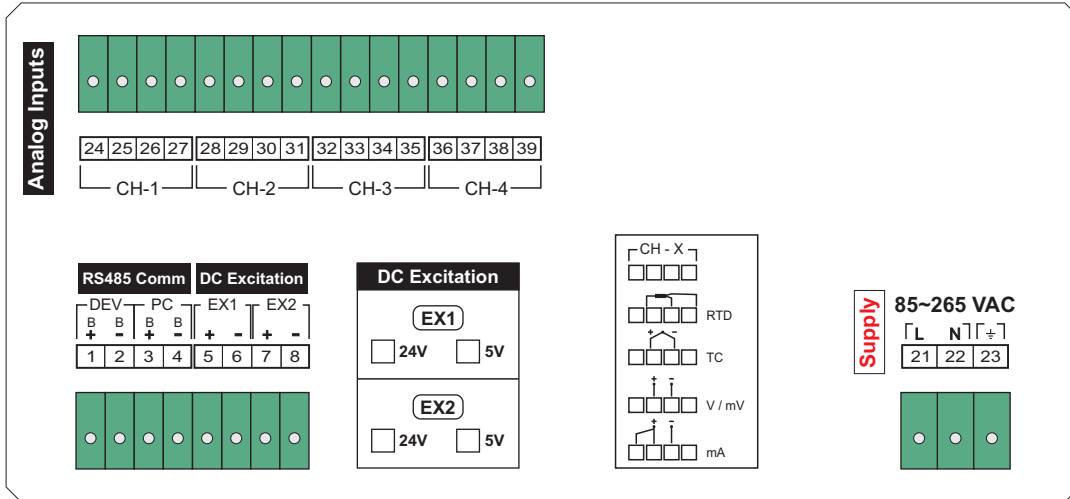 Analog Inputs
24 25 26 27 28 29 30 31 32 33 34 35 36 37 38 39
CH-1 CH-2 CH-3 CH-4
RS485 Comm DC Excitation
DEV PC EX1 EX2
B B B B
+ - + - + - + -
1 2 3 4 5 6 7 8
DC Excitation
EX1
24V 5V
EX2
24V 5V
CH - X
RTD
+ -
TC
+ -
V / mV
+ -
mA
Supply
85~265 VAC
L N ⏚
21 22 23